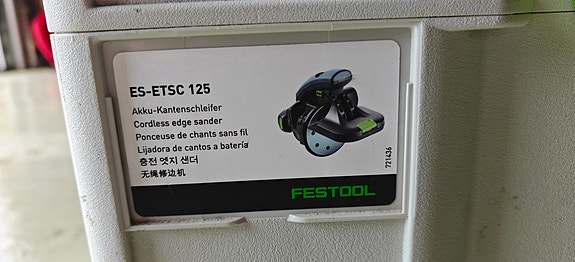 ES-ETSC 125
Akku-Kantenschleifer
Cordless edge sander
Ponceuse de chants sans fil
Lijadora de cantos a batería
충전 엣지 샌더
无绳修边机
721436
FESTOOL